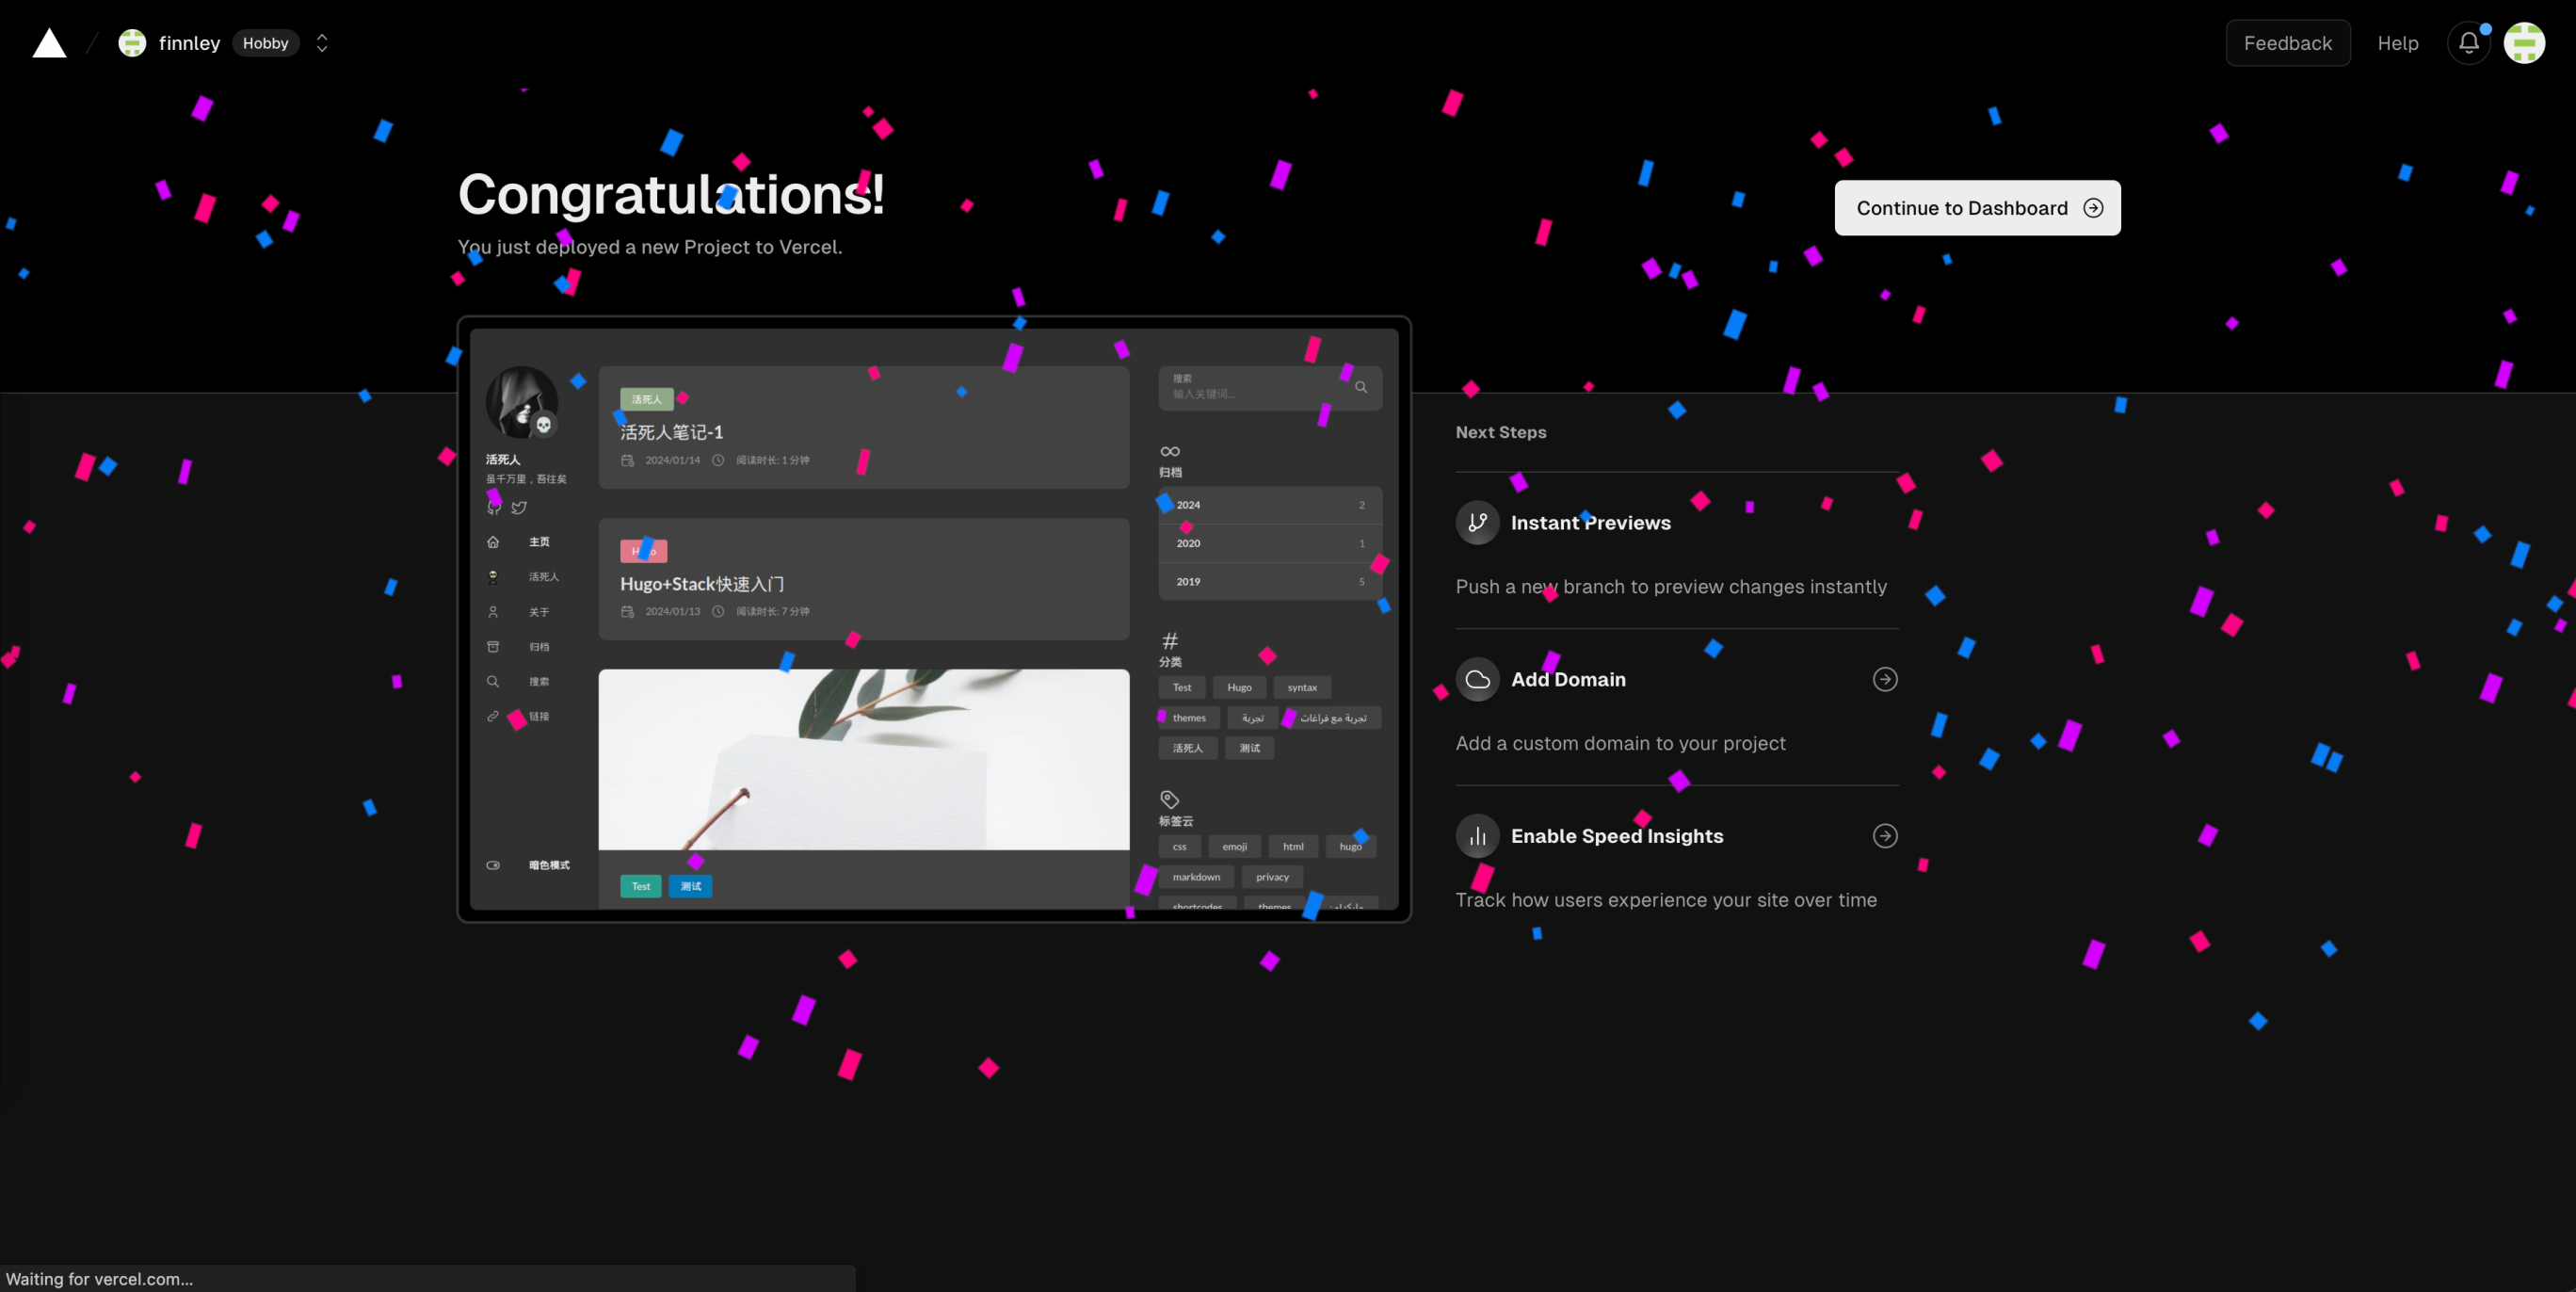 finnley Hobby
Feedback
Help
Congratulations!
You just deployed a new Project to Vercel.
Continue to Dashboard
活死人
虽千万里，吾往矣
主页
活死人
关于
归档
搜索
链接
暗色模式
活死人
活死人笔记-1
2024/01/14 阅读时长: 1 分钟
Hugo
Hugo+Stack快速入门
2024/01/13 阅读时长: 7 分钟
Test 测试
搜索
输入关键词...
归档
2024 2
2020 1
2019 5
分类
Test Hugo syntax
themes تجربة تجربة مع فراغات
活死人 测试
标签云
css emoji html hugo
markdown privacy
shortcodes themes
Next Steps
Instant Previews
Push a new branch to preview changes instantly
Add Domain
Add a custom domain to your project
Enable Speed Insights
Track how users experience your site over time
Waiting for vercel.com...